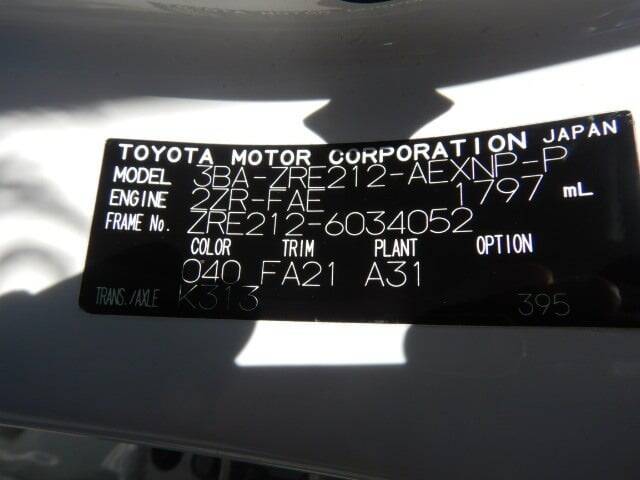 TOYOTA MOTOR CORPORATION JAPAN
MODEL 3BA-ZRE212-AEXNP-P
ENGINE 2ZR-FAE 1797 mL
FRAME No. ZRE212-6034052
COLOR TRIM PLANT OPTION
040 FA21 A31
TRANS./AXLE K313 395